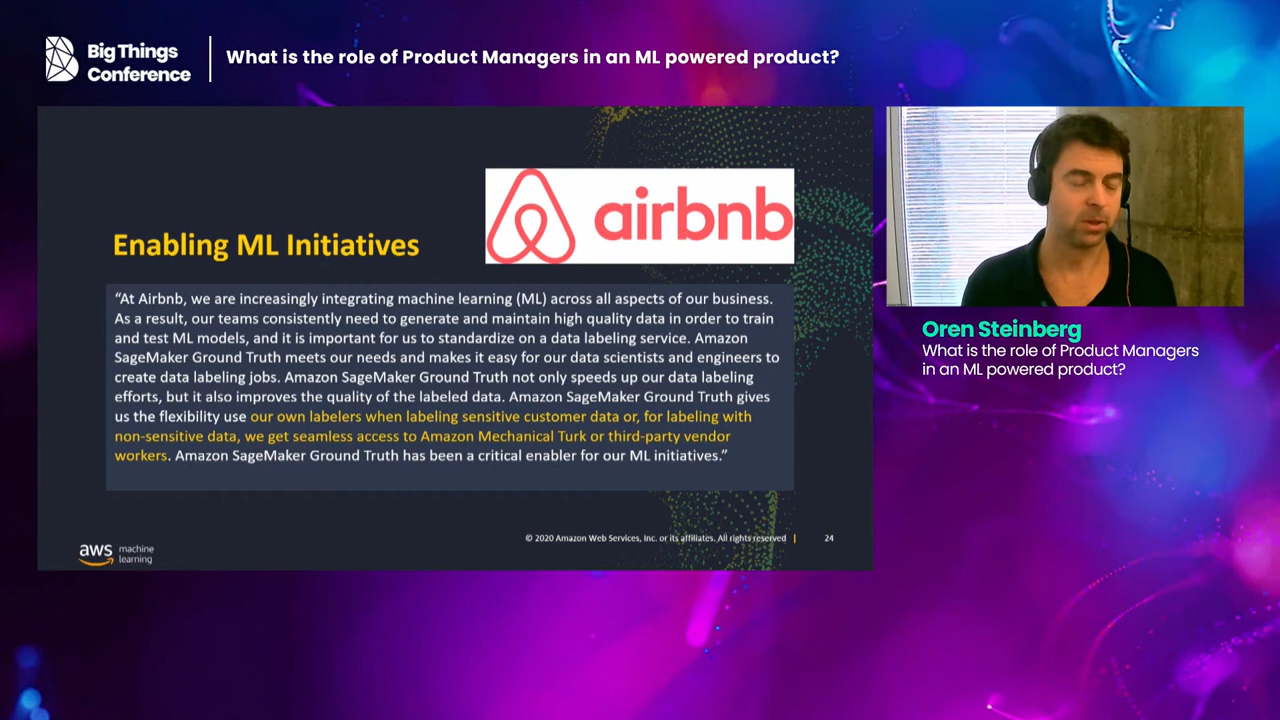 Big Things
Conference
What is the role of Product Managers in an ML powered product?
airbnb
Enabling ML Initiatives
“At Airbnb, we are increasingly integrating machine learning (ML) across all aspects of our business.
As a result, our teams consistently need to generate and maintain high quality data in order to train
and test ML models, and it is important for us to standardize on a data labeling service. Amazon
SageMaker Ground Truth meets our needs and makes it easy for our data scientists and engineers to
create data labeling jobs. Amazon SageMaker Ground Truth not only speeds up our data labeling
efforts, but it also improves the quality of the labeled data. Amazon SageMaker Ground Truth gives
us the flexibility use our own labelers when labeling sensitive customer data or, for labeling with
non-sensitive data, we get seamless access to Amazon Mechanical Turk or third-party vendor
workers. Amazon SageMaker Ground Truth has been a critical enabler for our ML initiatives.”
© 2020 Amazon Web Services, Inc. or its affiliates. All rights reserved | 24
aws machine
learning
Oren Steinberg
What is the role of Product Managers
in an ML powered product?